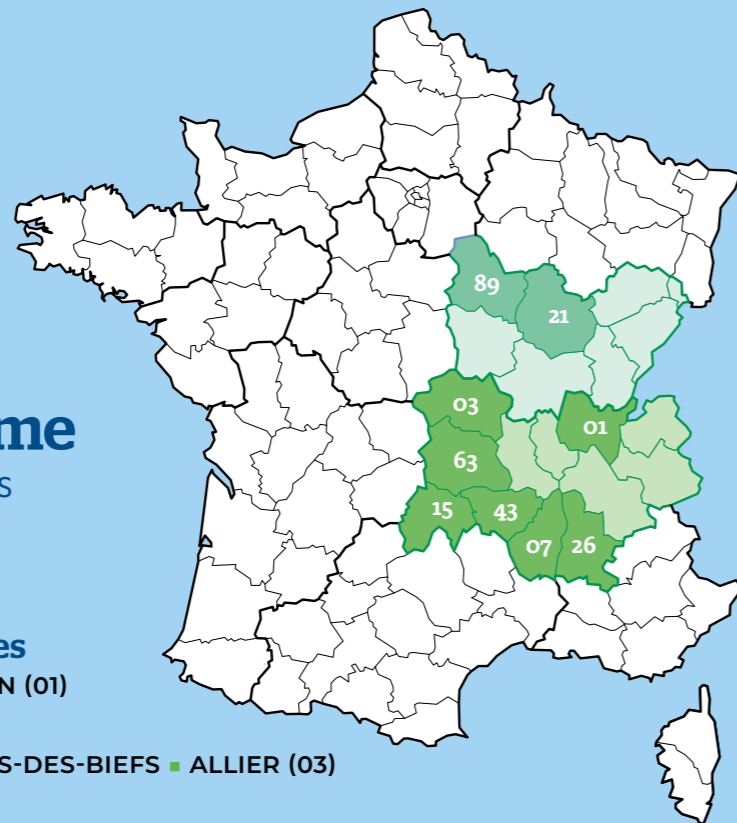 89
21
03
01
me
63
S
15
43
07
26
es
N (01)
S-DES-BIEFS ▪ ALLIER (03)